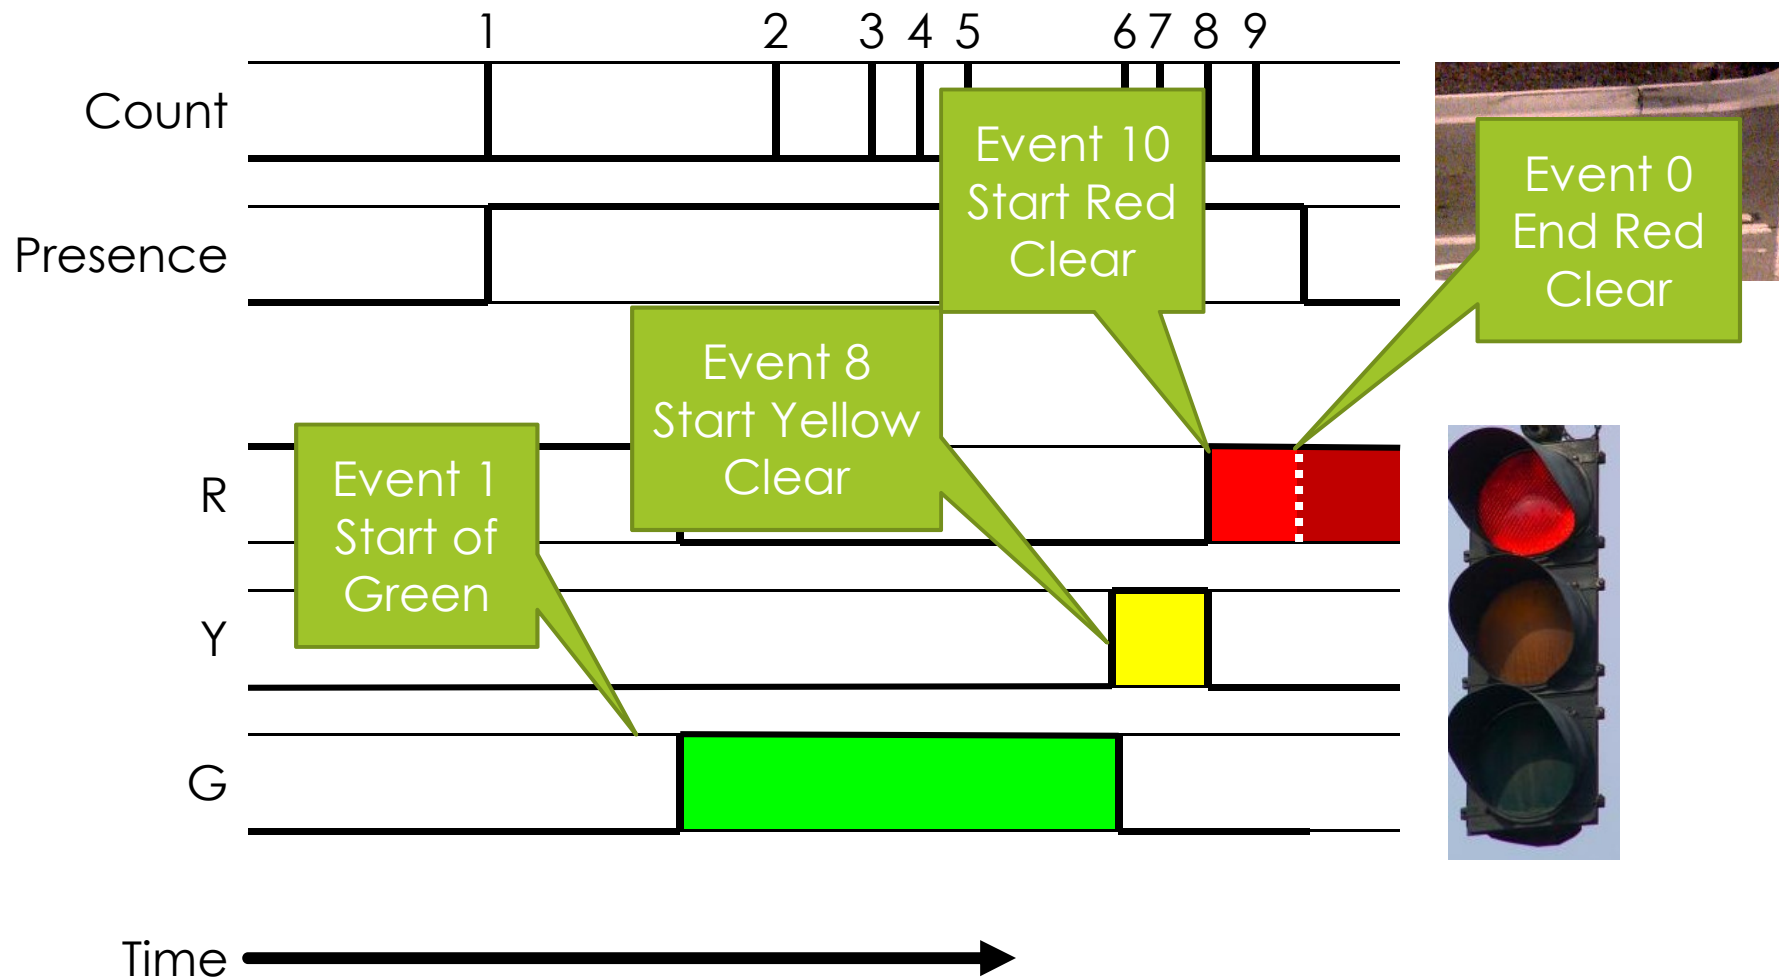 1 2 3 4 5 6 7 8 9
Count
Presence
Event 10
Start Red
Clear
Event 0
End Red
Clear
Event 8
Start Yellow
Clear
Event 1
Start of
Green
R
Y
G
Time